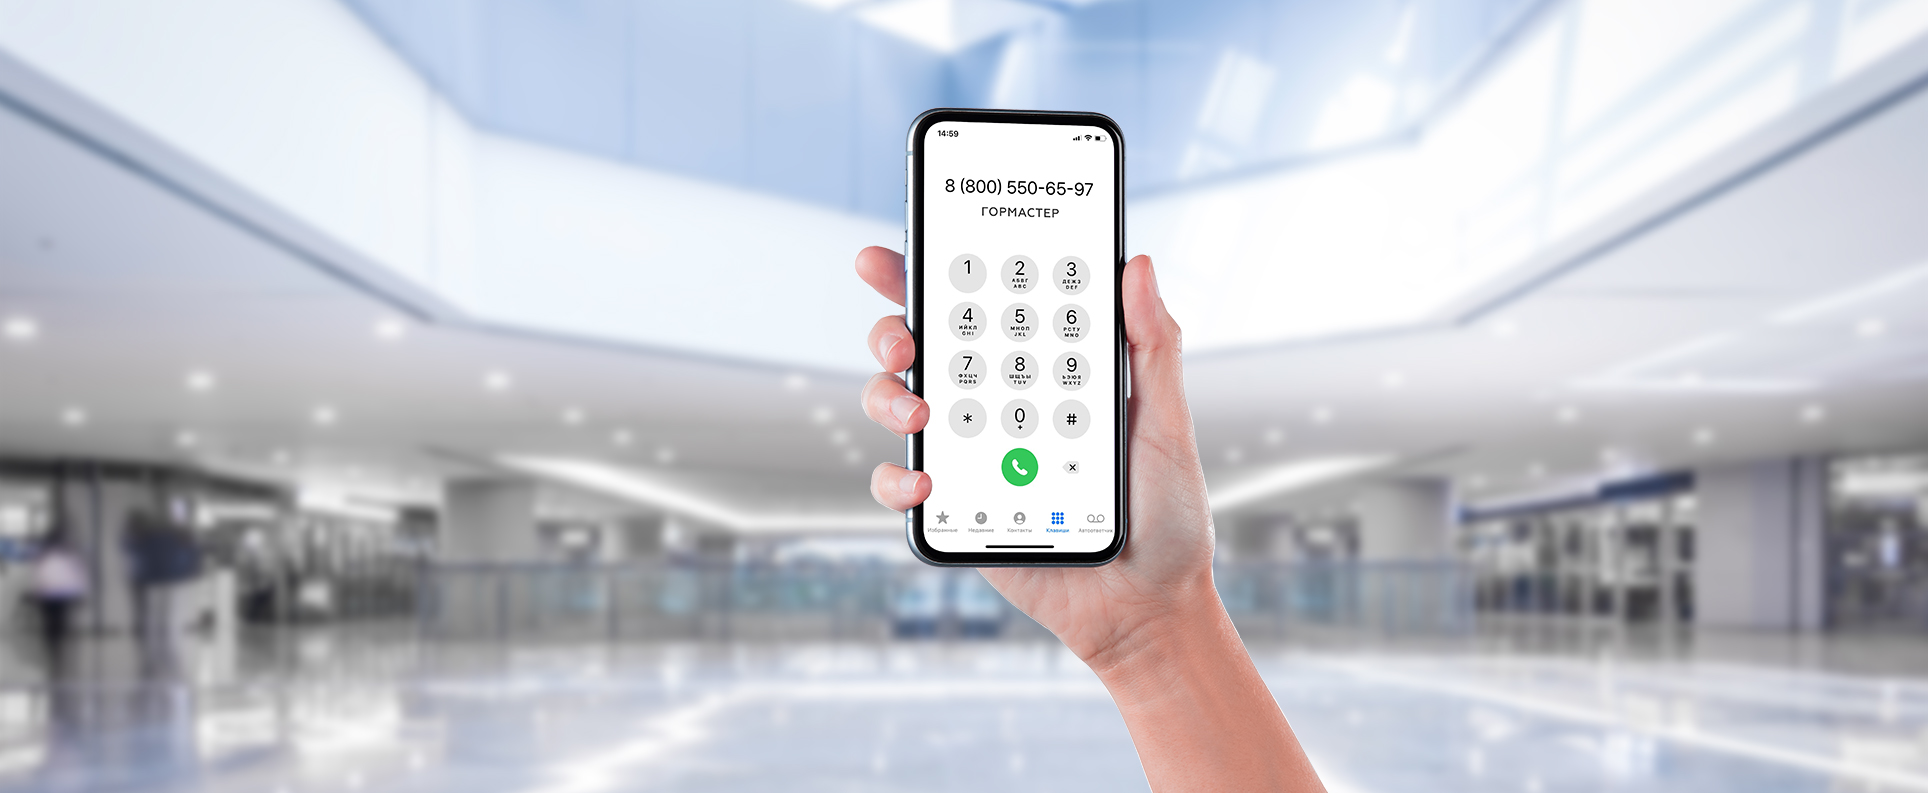 14:59
8 (800) 550-65-97
ГОРМАСТЕР
1 2 3
АБВГ ДЕЖЗ
ABC DEF
4 5 6
ИЙКЛ МНОП РСТУ
GHI JKL MNO
7 8 9
ФХЦЧ ШЩЪЫ ЬЭЮЯ
PQRS TUV WXYZ
* 0 #
+
Избранные Недавние Контакты Клавиши Автоответчик